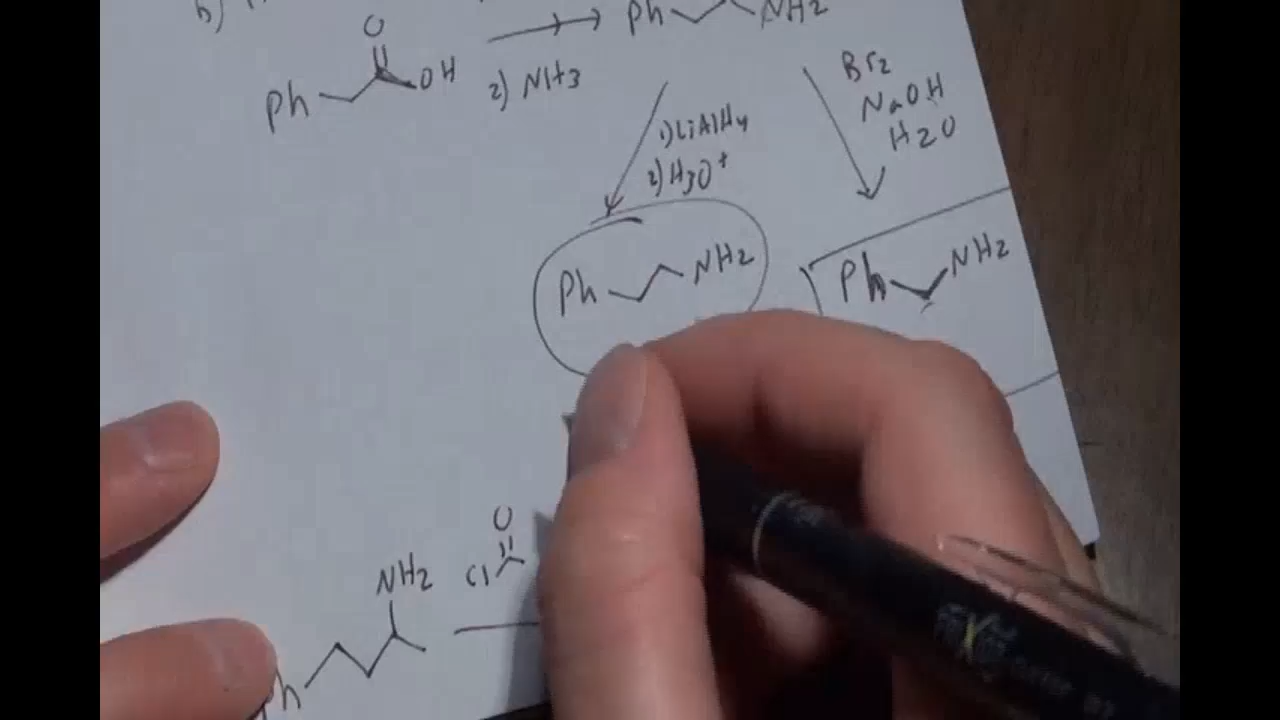 b)
O
Ph OH
2) NH3
Ph NH2
1) LiAlH4
2) H3O+
Br2
NaOH
H2O
Ph NH2
Ph NH2
NH2
O
Cl